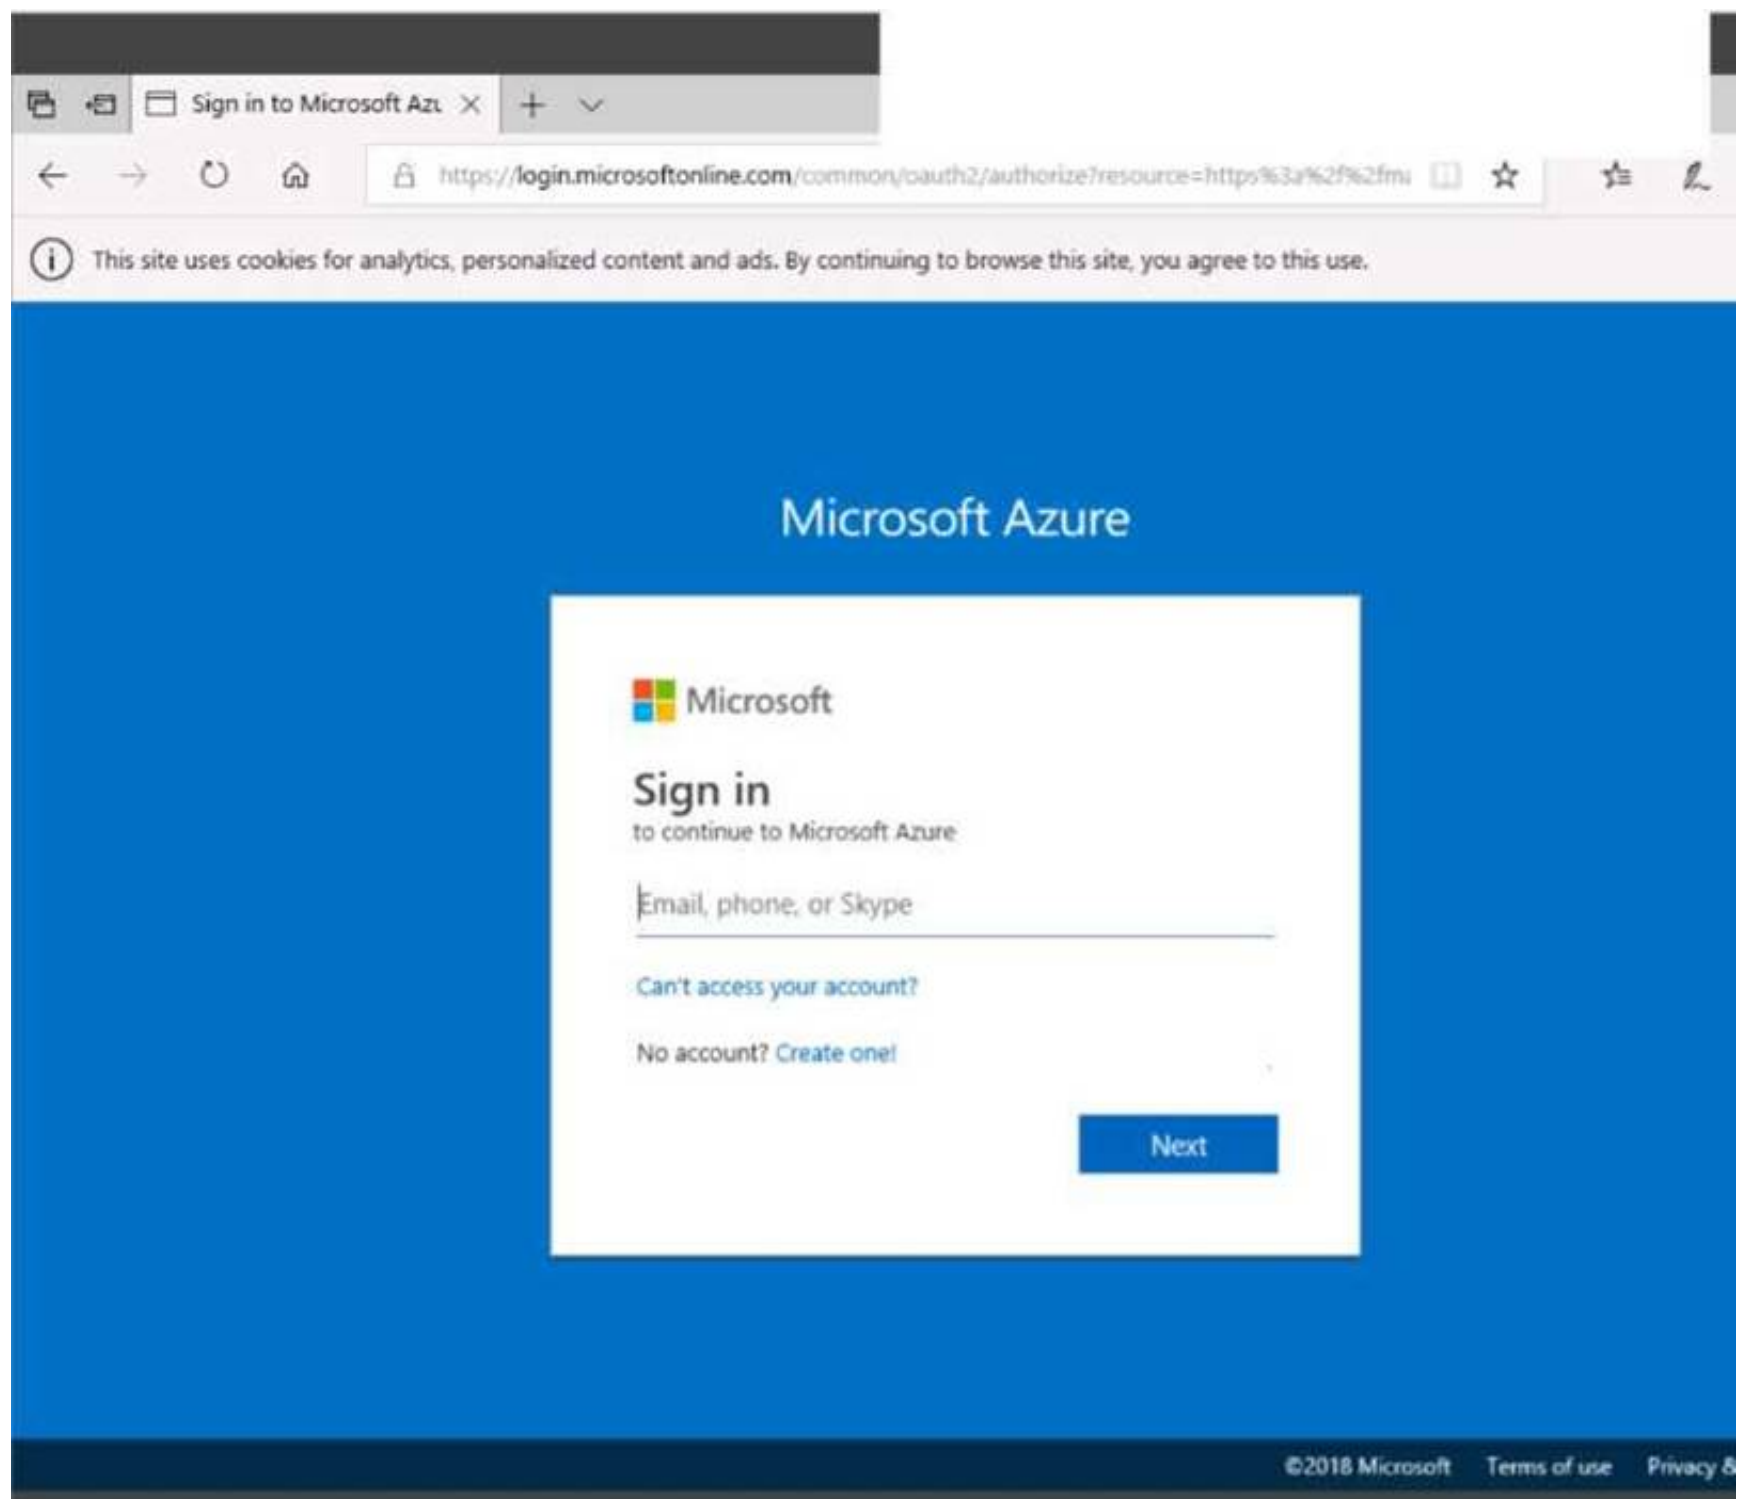 Sign in to Microsoft Azu
https://login.microsoftonline.com/common/oauth2/authorize?resource=https%3a%2f%2fma
This site uses cookies for analytics, personalized content and ads. By continuing to browse this site, you agree to this use.
Microsoft Azure
Microsoft
Sign in
to continue to Microsoft Azure
Email, phone, or Skype
Can't access your account?
No account? Create one!
Next
©2018 Microsoft Terms of use Privacy &